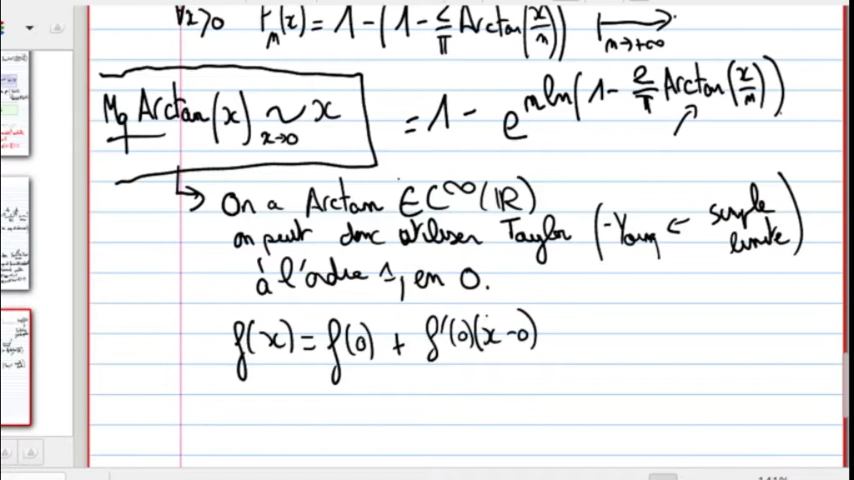 ∀x>0 F_M(x) = 1 - (1 - 2/π Arctan(x/n)) ⟼ n→+∞
Mq Arctan(x) ~ x x→0 = 1 - e^{n ln(1 - 2/π Arctan(x/n))}
↳ On a Arctan ∈ C^∞(ℝ)
on peut donc utiliser Taylor (-Young ← simple limite)
à l'ordre 1, en 0.
f(x) = f(0) + f'(0)(x-0)